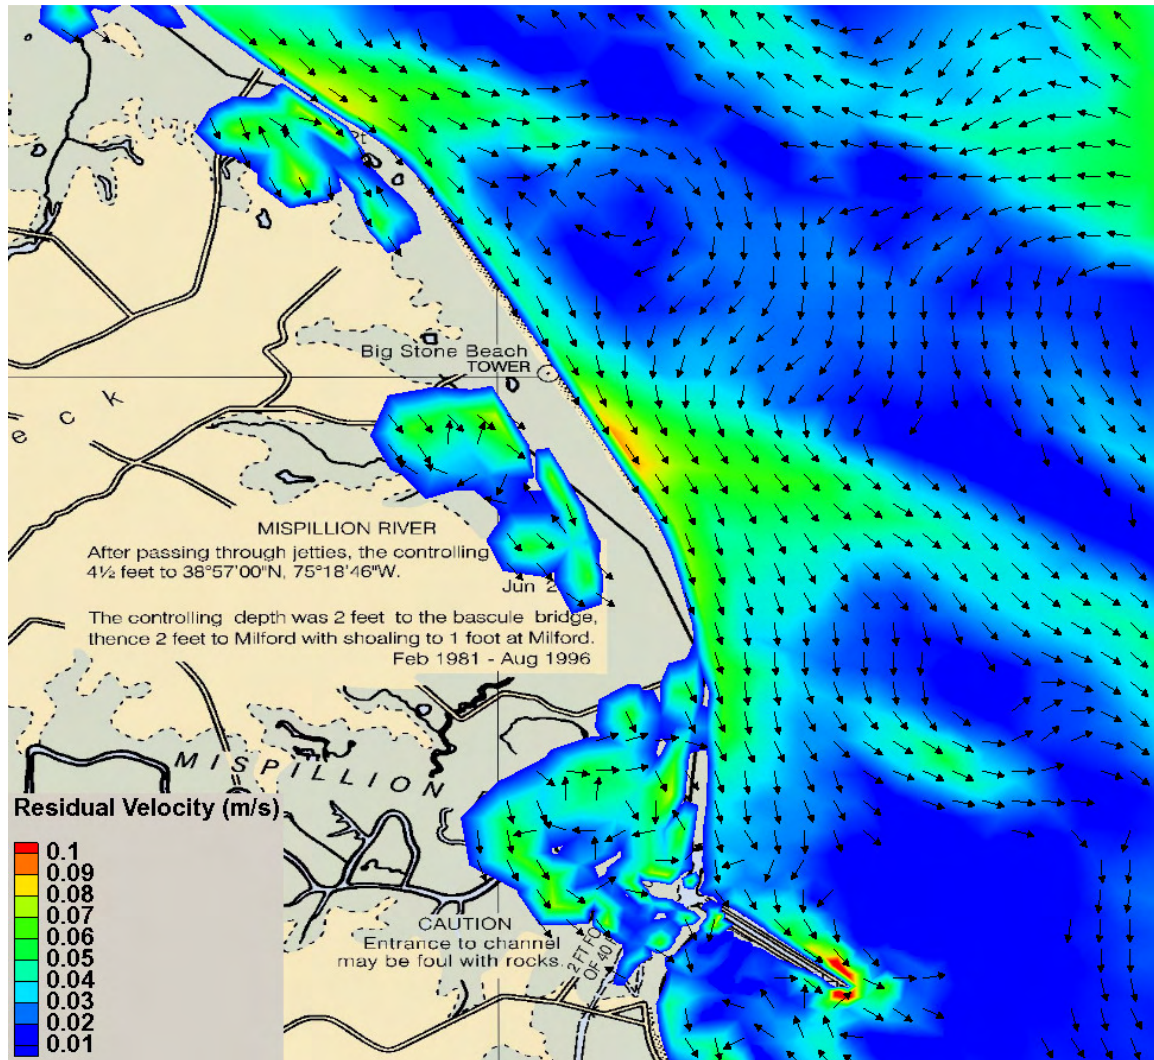 Big Stone Beach
TOWER
e c k
MISPILLION RIVER
After passing through jetties, the controlling
4½ feet to 38°57'00"N, 75°18'46"W.
Jun 2
The controlling depth was 2 feet to the bascule bridge,
thence 2 feet to Milford with shoaling to 1 foot at Milford.
Feb 1981 - Aug 1996
MISPILLION
Residual Velocity (m/s)
0.1
0.09
0.08
0.07
0.06
0.05
0.04
0.03
0.02
0.01
CAUTION
Entrance to channel
may be foul with rocks.
2 FT FO
OF 40